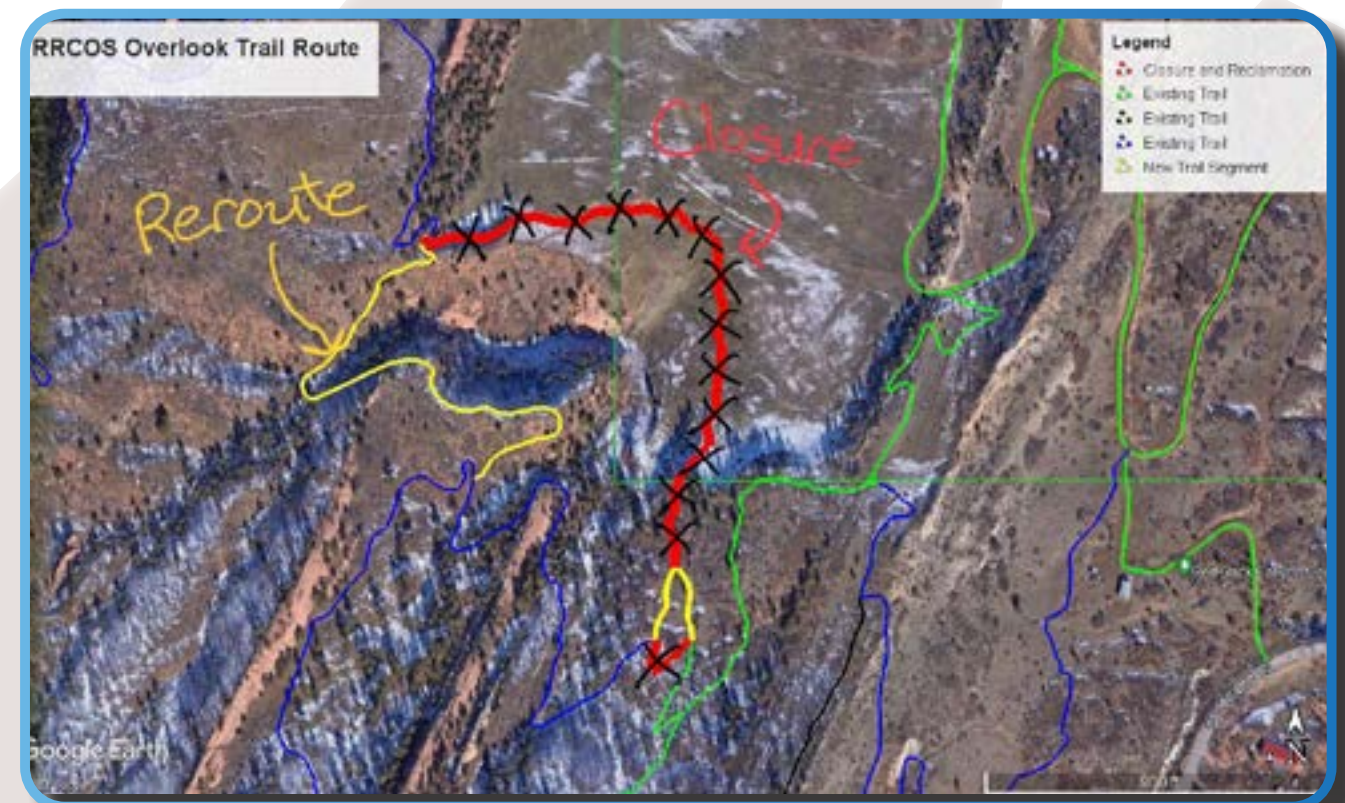 RRCOS Overlook Trail Route
Legend
Closure and Reclamation
Existing Trail
Existing Trail
Existing Trail
New Trail Segment
Closure
Reroute
Google Earth
N